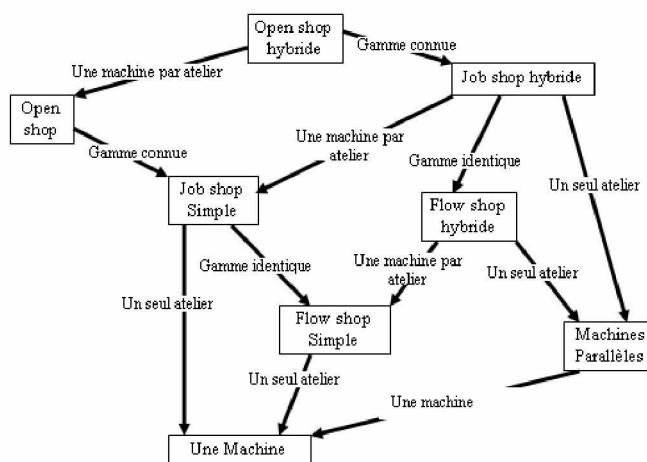 Open shop
hybride
Gamme connue
Une machine par atelier
Job shop hybride
Open
shop
Une machine par
atelier
Gamme connue
Gamme identique
Job shop
Simple
Un seul atelier
Flow shop
hybride
Gamme identique
Une machine par
atelier
Un seul atelier
Un seul atelier
Flow shop
Simple
Machines
Parallèles
Un seul atelier
Une machine
Une Machine